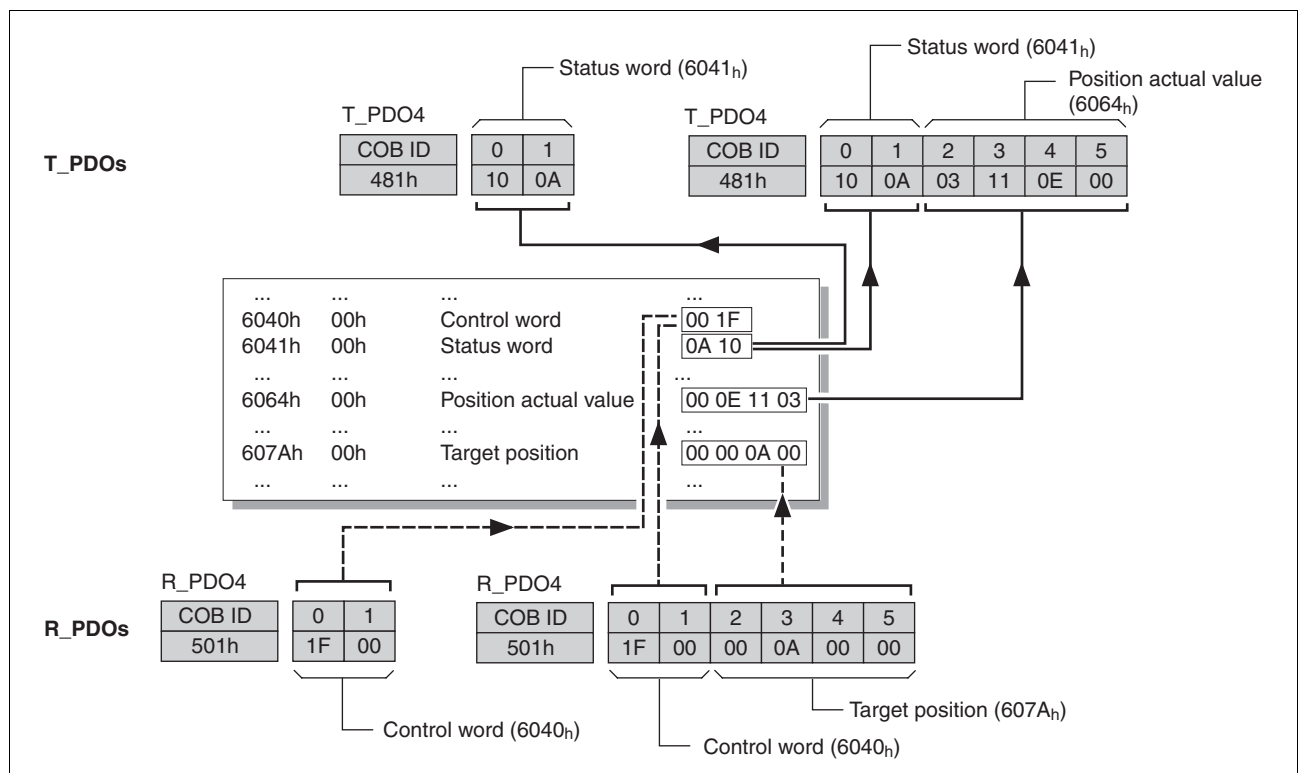 Status word (6041h)
Status word (6041h)
Position actual value
(6064h)
T_PDOs
T_PDO4
COB ID 0 1
481h 10 0A
T_PDO4
COB ID 0 1 2 3 4 5
481h 10 0A 03 11 0E 00
... ... ... ...
6040h 00h Control word 00 1F
6041h 00h Status word 0A 10
... ... ... ...
6064h 00h Position actual value 00 0E 11 03
... ... ... ...
607Ah 00h Target position 00 00 0A 00
... ... ... ...
R_PDOs
R_PDO4
COB ID 0 1
501h 1F 00
Control word (6040h)
R_PDO4
COB ID 0 1 2 3 4 5
501h 1F 00 00 0A 00 00
Target position (607Ah)
Control word (6040h)